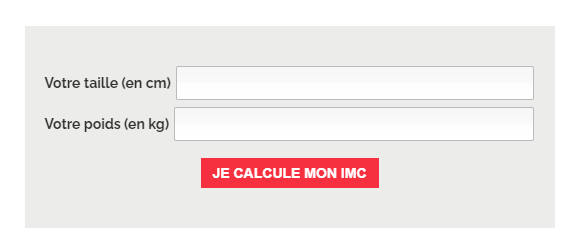 Votre taille (en cm)
Votre poids (en kg)
JE CALCULE MON IMC